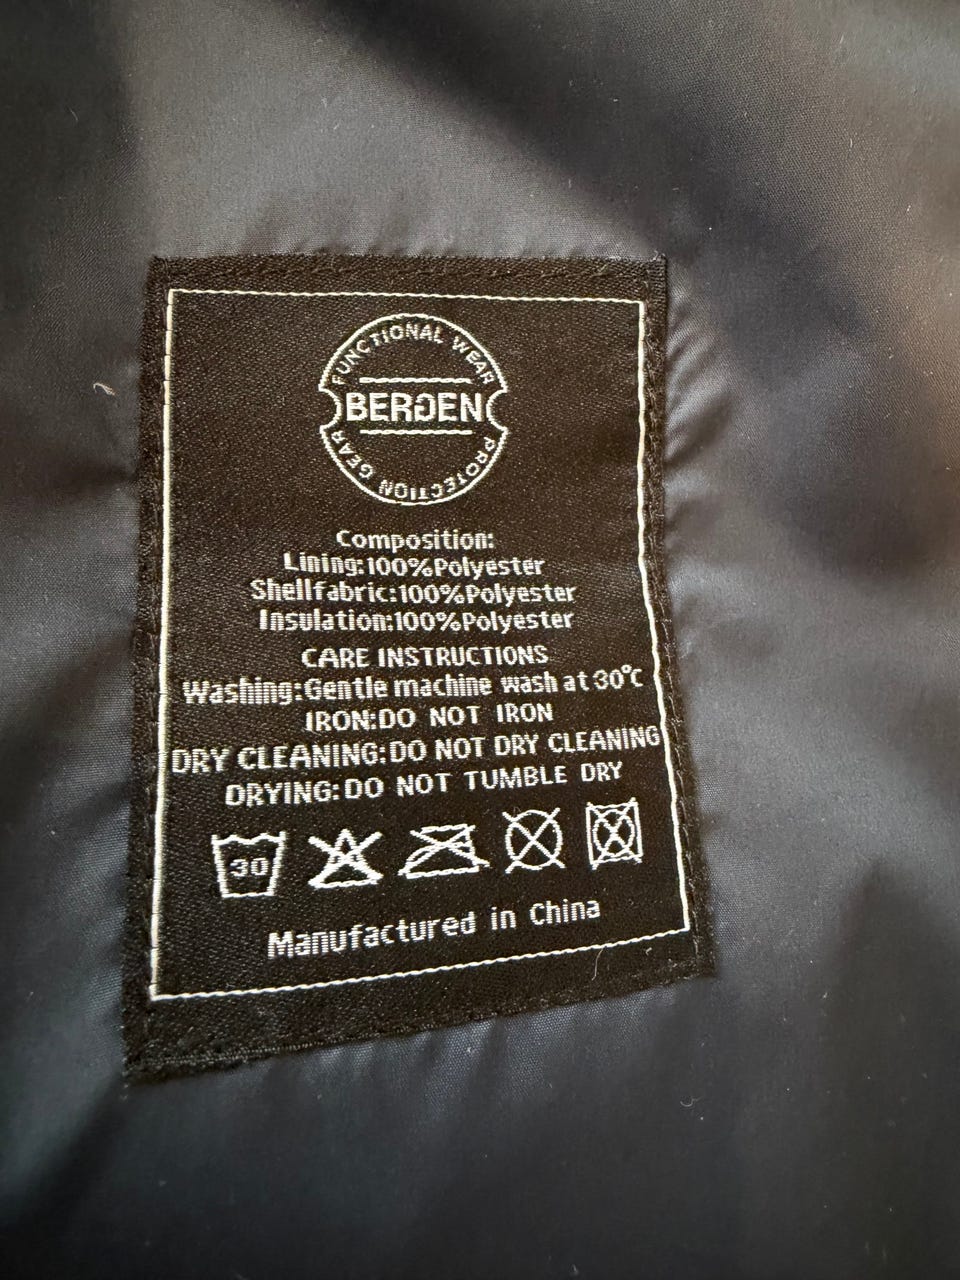 FUNCTIONAL WEAR
BERGEN
PROTECTION GEAR
Composition:
Lining:100%Polyester
Shellfabric:100%Polyester
Insulation:100%Polyester
CARE INSTRUCTIONS
Washing:Gentle machine wash at 30°c
IRON:DO NOT IRON
DRY CLEANING:DO NOT DRY CLEANING
DRYING:DO NOT TUMBLE DRY
30
Manufactured in China